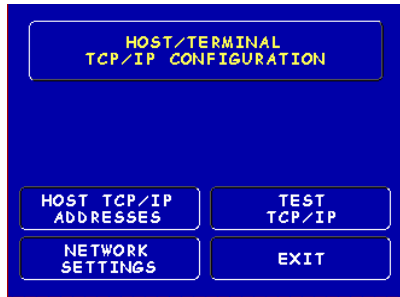 HOST/TERMINAL
TCP/IP CONFIGURATION
HOST TCP/IP
ADDRESSES
TEST
TCP/IP
NETWORK
SETTINGS
EXIT